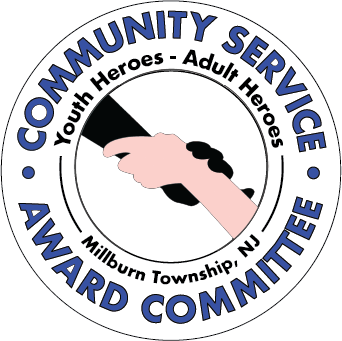 COMMUNITY SERVICE
Youth Heroes - Adult Heroes
Millburn Township, NJ
• AWARD COMMITTEE •